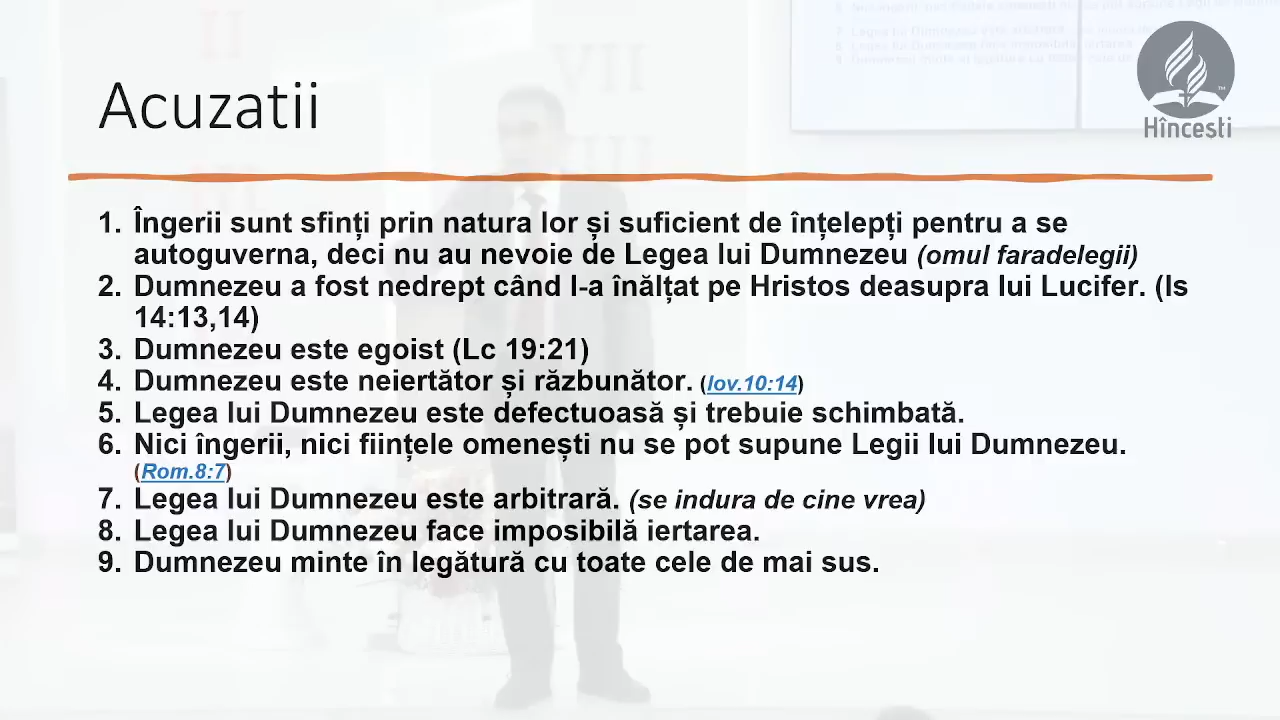 Acuzatii
Hîncești
1. Îngerii sunt sfinți prin natura lor și suficient de înțelepți pentru a se
autoguverna, deci nu au nevoie de Legea lui Dumnezeu (omul faradelegii)
2. Dumnezeu a fost nedrept când l-a înălțat pe Hristos deasupra lui Lucifer. (Is
14:13,14)
3. Dumnezeu este egoist (Lc 19:21)
4. Dumnezeu este neiertător și răzbunător. (Iov.10:14)
5. Legea lui Dumnezeu este defectuoasă și trebuie schimbată.
6. Nici îngerii, nici ființele omenești nu se pot supune Legii lui Dumnezeu.
(Rom.8:7)
7. Legea lui Dumnezeu este arbitrară. (se indura de cine vrea)
8. Legea lui Dumnezeu face imposibilă iertarea.
9. Dumnezeu minte în legătură cu toate cele de mai sus.